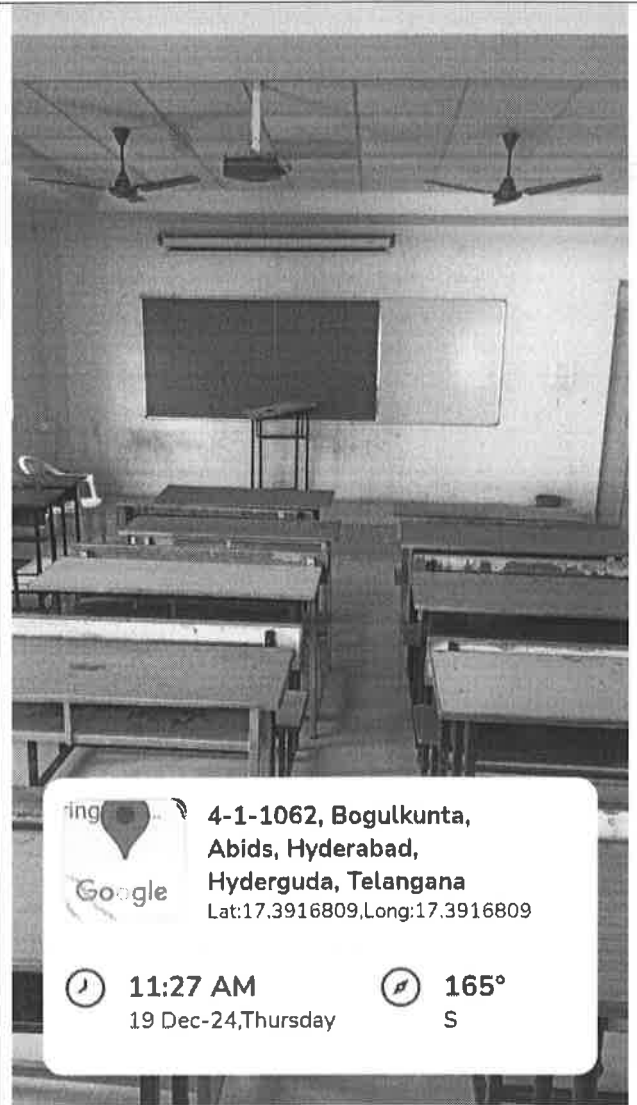 ring
Google
4-1-1062, Bogulkunta,
Abids, Hyderabad,
Hyderguda, Telangana
Lat:17.3916809,Long:17.3916809
11:27 AM
19 Dec-24,Thursday
165°
S